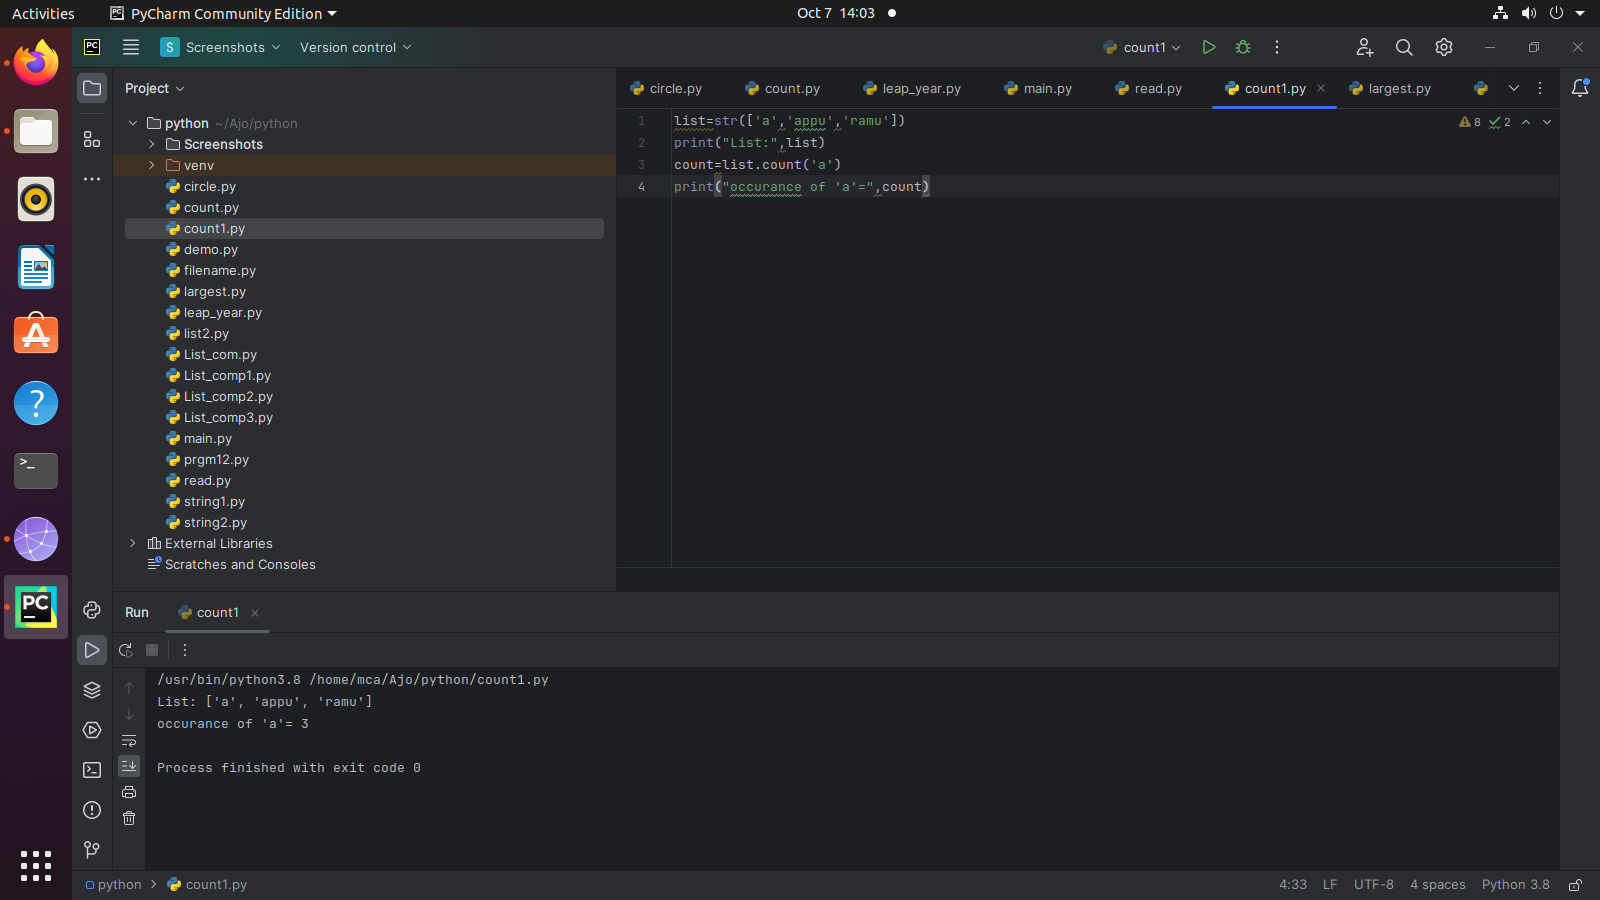 Activities
PyCharm Community Edition
Oct 7 14:03
PC
S Screenshots
Version control
count1
Project
circle.py
count.py
leap_year.py
main.py
read.py
count1.py
largest.py
python ~/Ajo/python
Screenshots
venv
circle.py
count.py
count1.py
demo.py
filename.py
largest.py
leap_year.py
list2.py
List_com.py
List_comp1.py
List_comp2.py
List_comp3.py
main.py
prgm12.py
read.py
string1.py
string2.py
External Libraries
Scratches and Consoles
1 list=str(['a','appu','ramu'])
2 print("List:",list)
3 count=list.count('a')
4 print("occurance of 'a'=",count)
8 2
PC
Run
count1
/usr/bin/python3.8 /home/mca/Ajo/python/count1.py
List: ['a', 'appu', 'ramu']
occurance of 'a'= 3
Process finished with exit code 0
python
count1.py
4:33 LF UTF-8 4 spaces Python 3.8